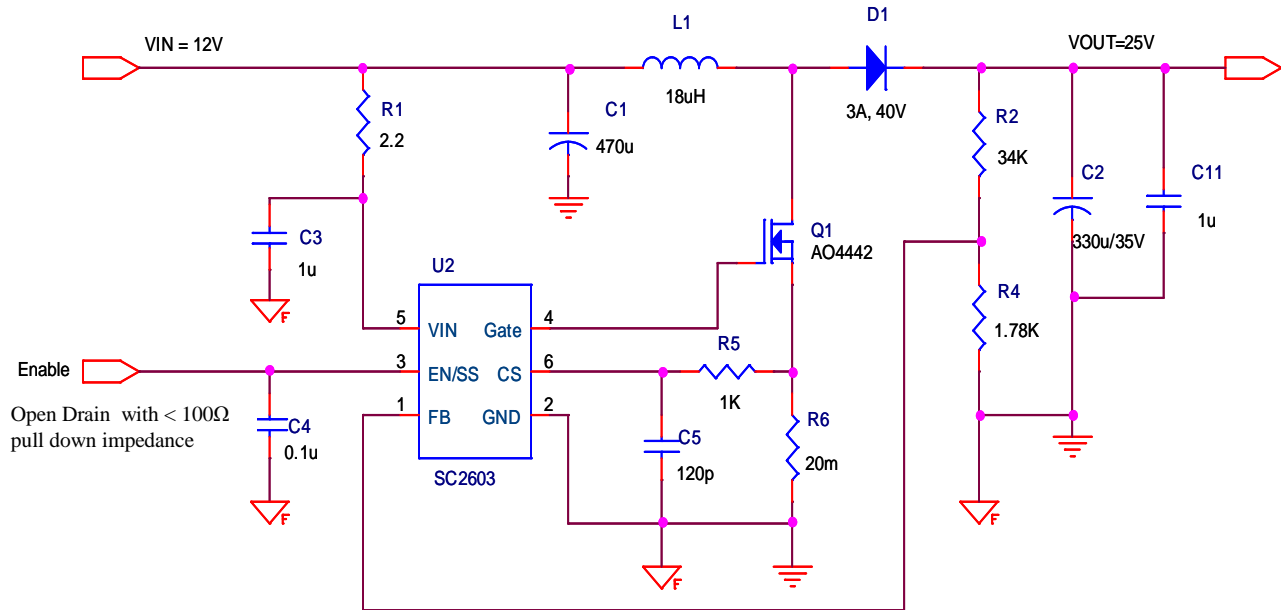 VIN = 12V
L1
18uH
D1
3A, 40V
VOUT=25V
R1
2.2
C1
470u
R2
34K
C2
330u/35V
C11
1u
C3
1u
F
U2
Q1
AO4442
R4
1.78K
5 VIN Gate 4
Enable
3 EN/SS CS 6
1 FB GND 2
SC2603
R5
1K
Open Drain with < 100Ω
pull down impedance
C4
0.1u
F
C5
120p
R6
20m
F
F